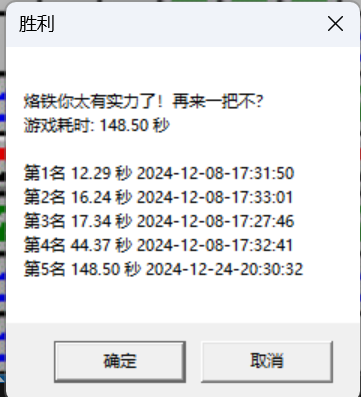 胜利
烙铁你太有实力了！再来一把不？
游戏耗时: 148.50 秒
第1名 12.29 秒 2024-12-08-17:31:50
第2名 16.24 秒 2024-12-08-17:33:01
第3名 17.34 秒 2024-12-08-17:27:46
第4名 44.37 秒 2024-12-08-17:32:41
第5名 148.50 秒 2024-12-24-20:30:32
确定
取消